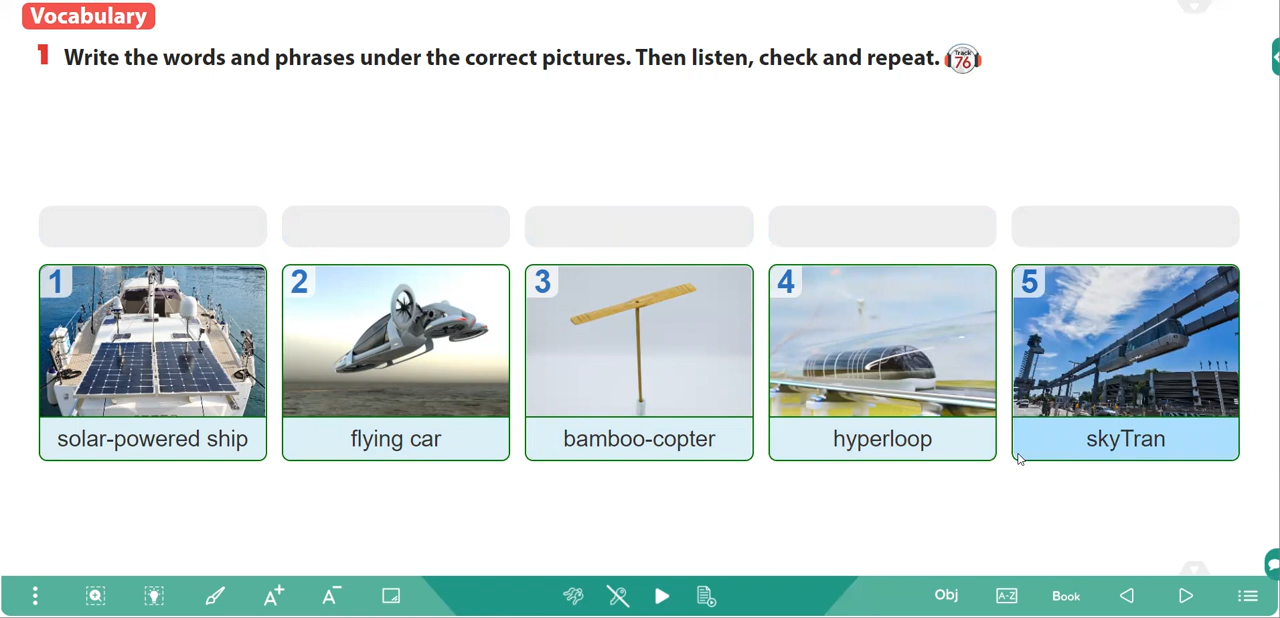 Vocabulary
1 Write the words and phrases under the correct pictures. Then listen, check and repeat. Track 76
1 2 3 4 5
solar-powered ship flying car bamboo-copter hyperloop skyTran
A+ A- Obj A-Z Book